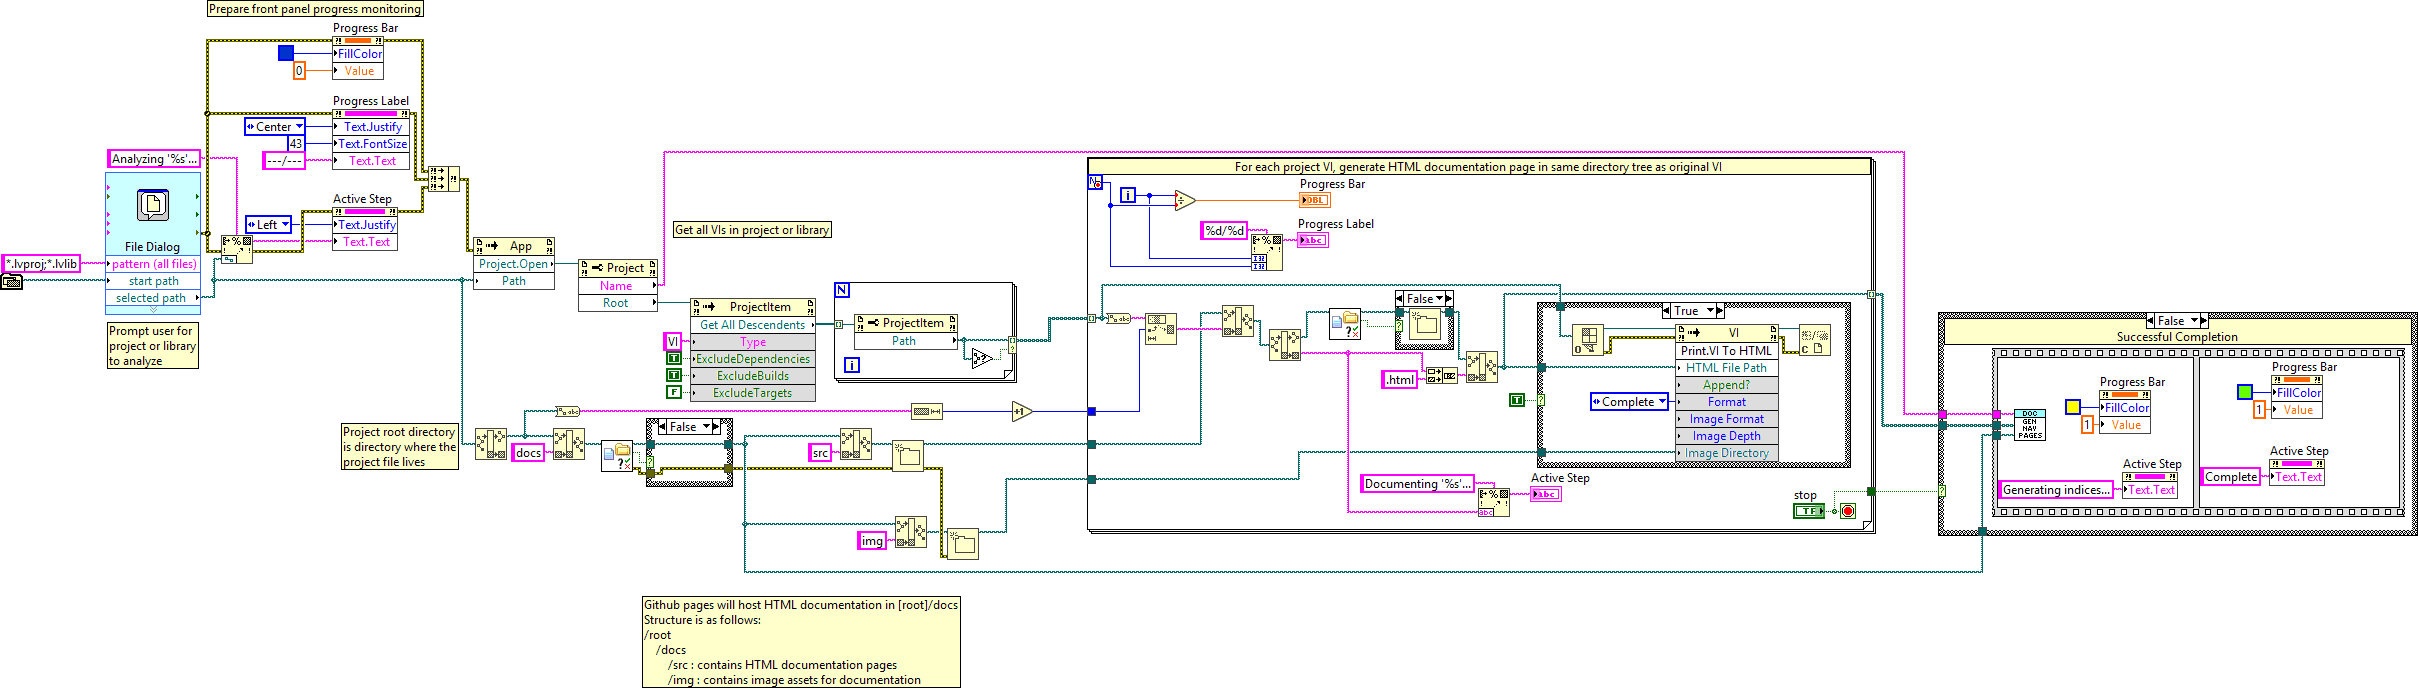 Prepare front panel progress monitoring
Progress Bar
FillColor
0
Value
Progress Label
Center
Text.Justify
43
Text.FontSize
---/---
Text.Text
Analyzing '%s'...
Active Step
Left
Text.Justify
Text.Text
File Dialog
*.lvproj;*.lvlib
pattern (all files)
start path
selected path
Prompt user for
project or library
to analyze
App
Project.Open
Path
Project
Name
Root
Get all VIs in project or library
ProjectItem
Get All Descendents
VI
Type
T
ExcludeDependencies
T
ExcludeBuilds
F
ExcludeTargets
N
ProjectItem
Path
i
Project root directory
is directory where the
project file lives
docs
False
src
img
+1
For each project VI, generate HTML documentation page in same directory tree as original VI
N
i
Progress Bar
DBL
%d/%d
Progress Label
abc
False
.html
True
VI
Print.VI To HTML
HTML File Path
Append?
Complete
Format
Image Format
Image Depth
Image Directory
T
Documenting '%s'...
Active Step
abc
stop
TF
False
Successful Completion
DOC
GEN
NAV
PAGES
Progress Bar
FillColor
1
Value
Active Step
Generating indices...
Text.Text
Progress Bar
FillColor
1
Value
Active Step
Complete
Text.Text
Github pages will host HTML documentation in [root]/docs
Structure is as follows:
/root
/docs
/src : contains HTML documentation pages
/img : contains image assets for documentation